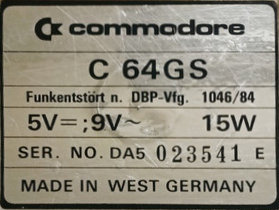 commodore
C 64GS
Funkentstört n. DBP-Vfg. 1046/84
5V⎓;9V~ 15W
SER. NO. DA5 023541 E
MADE IN WEST GERMANY